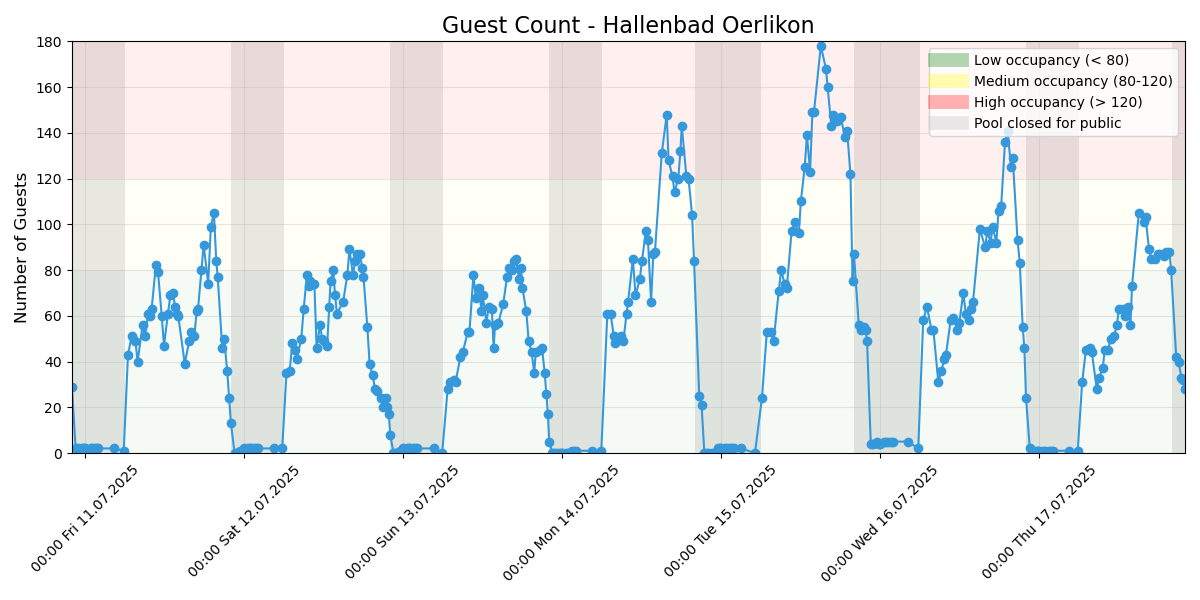 Guest Count - Hallenbad Oerlikon
Number of Guests
180
160
140
120
100
80
60
40
20
0
Low occupancy (< 80)
Medium occupancy (80-120)
High occupancy (> 120)
Pool closed for public
00:00 Fri 11.07.2025
00:00 Sat 12.07.2025
00:00 Sun 13.07.2025
00:00 Mon 14.07.2025
00:00 Tue 15.07.2025
00:00 Wed 16.07.2025
00:00 Thu 17.07.2025